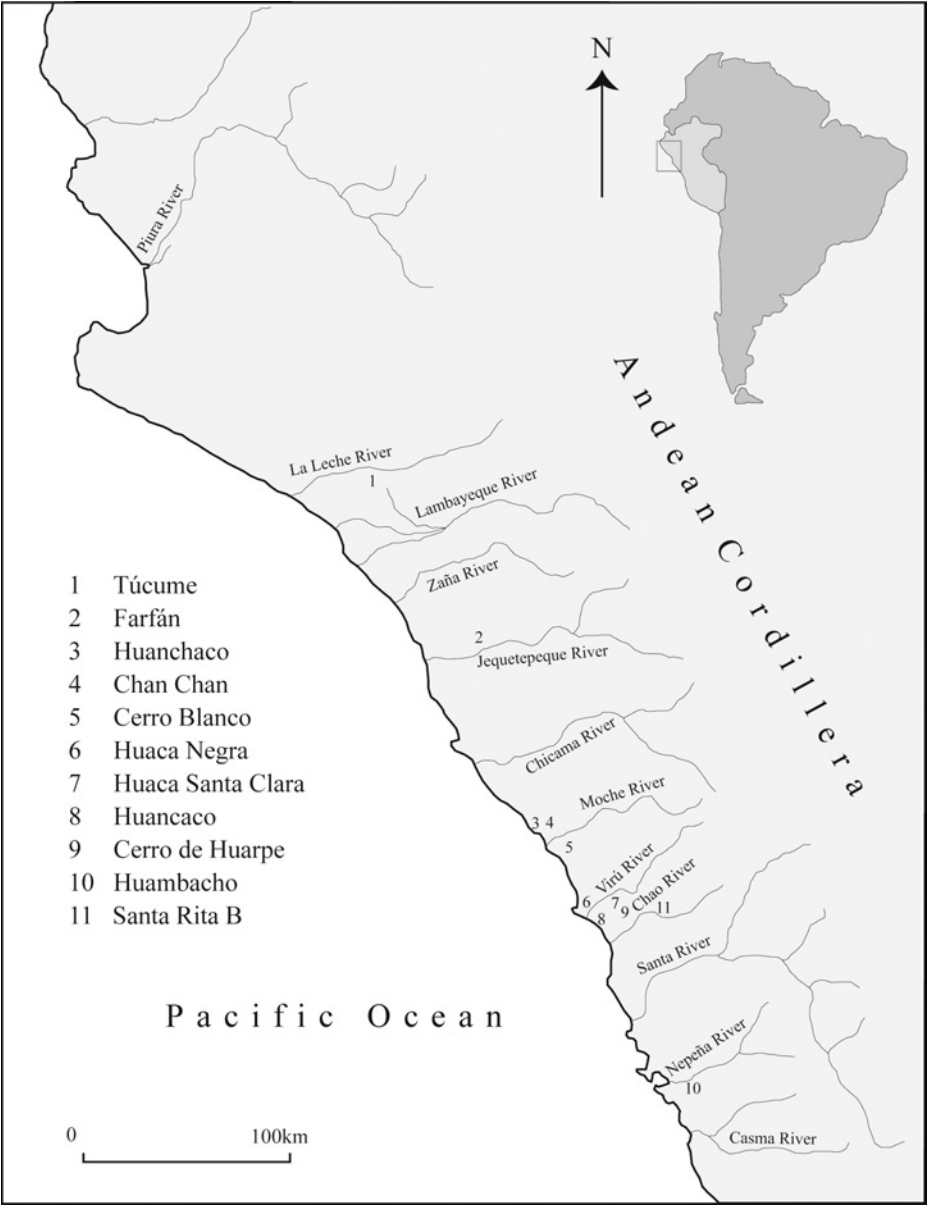 N
Piura River
Andean Cordillera
La Leche River
1
Lambayeque River
Zaña River
2
Jequetepeque River
Chicama River
Moche River
3 4
5
Virú River
Chao River
6
7
8
9
11
Santa River
Nepeña River
10
Casma River
1 Túcume
2 Farfán
3 Huanchaco
4 Chan Chan
5 Cerro Blanco
6 Huaca Negra
7 Huaca Santa Clara
8 Huancaco
9 Cerro de Huarpe
10 Huambacho
11 Santa Rita B
Pacific Ocean
0 100km